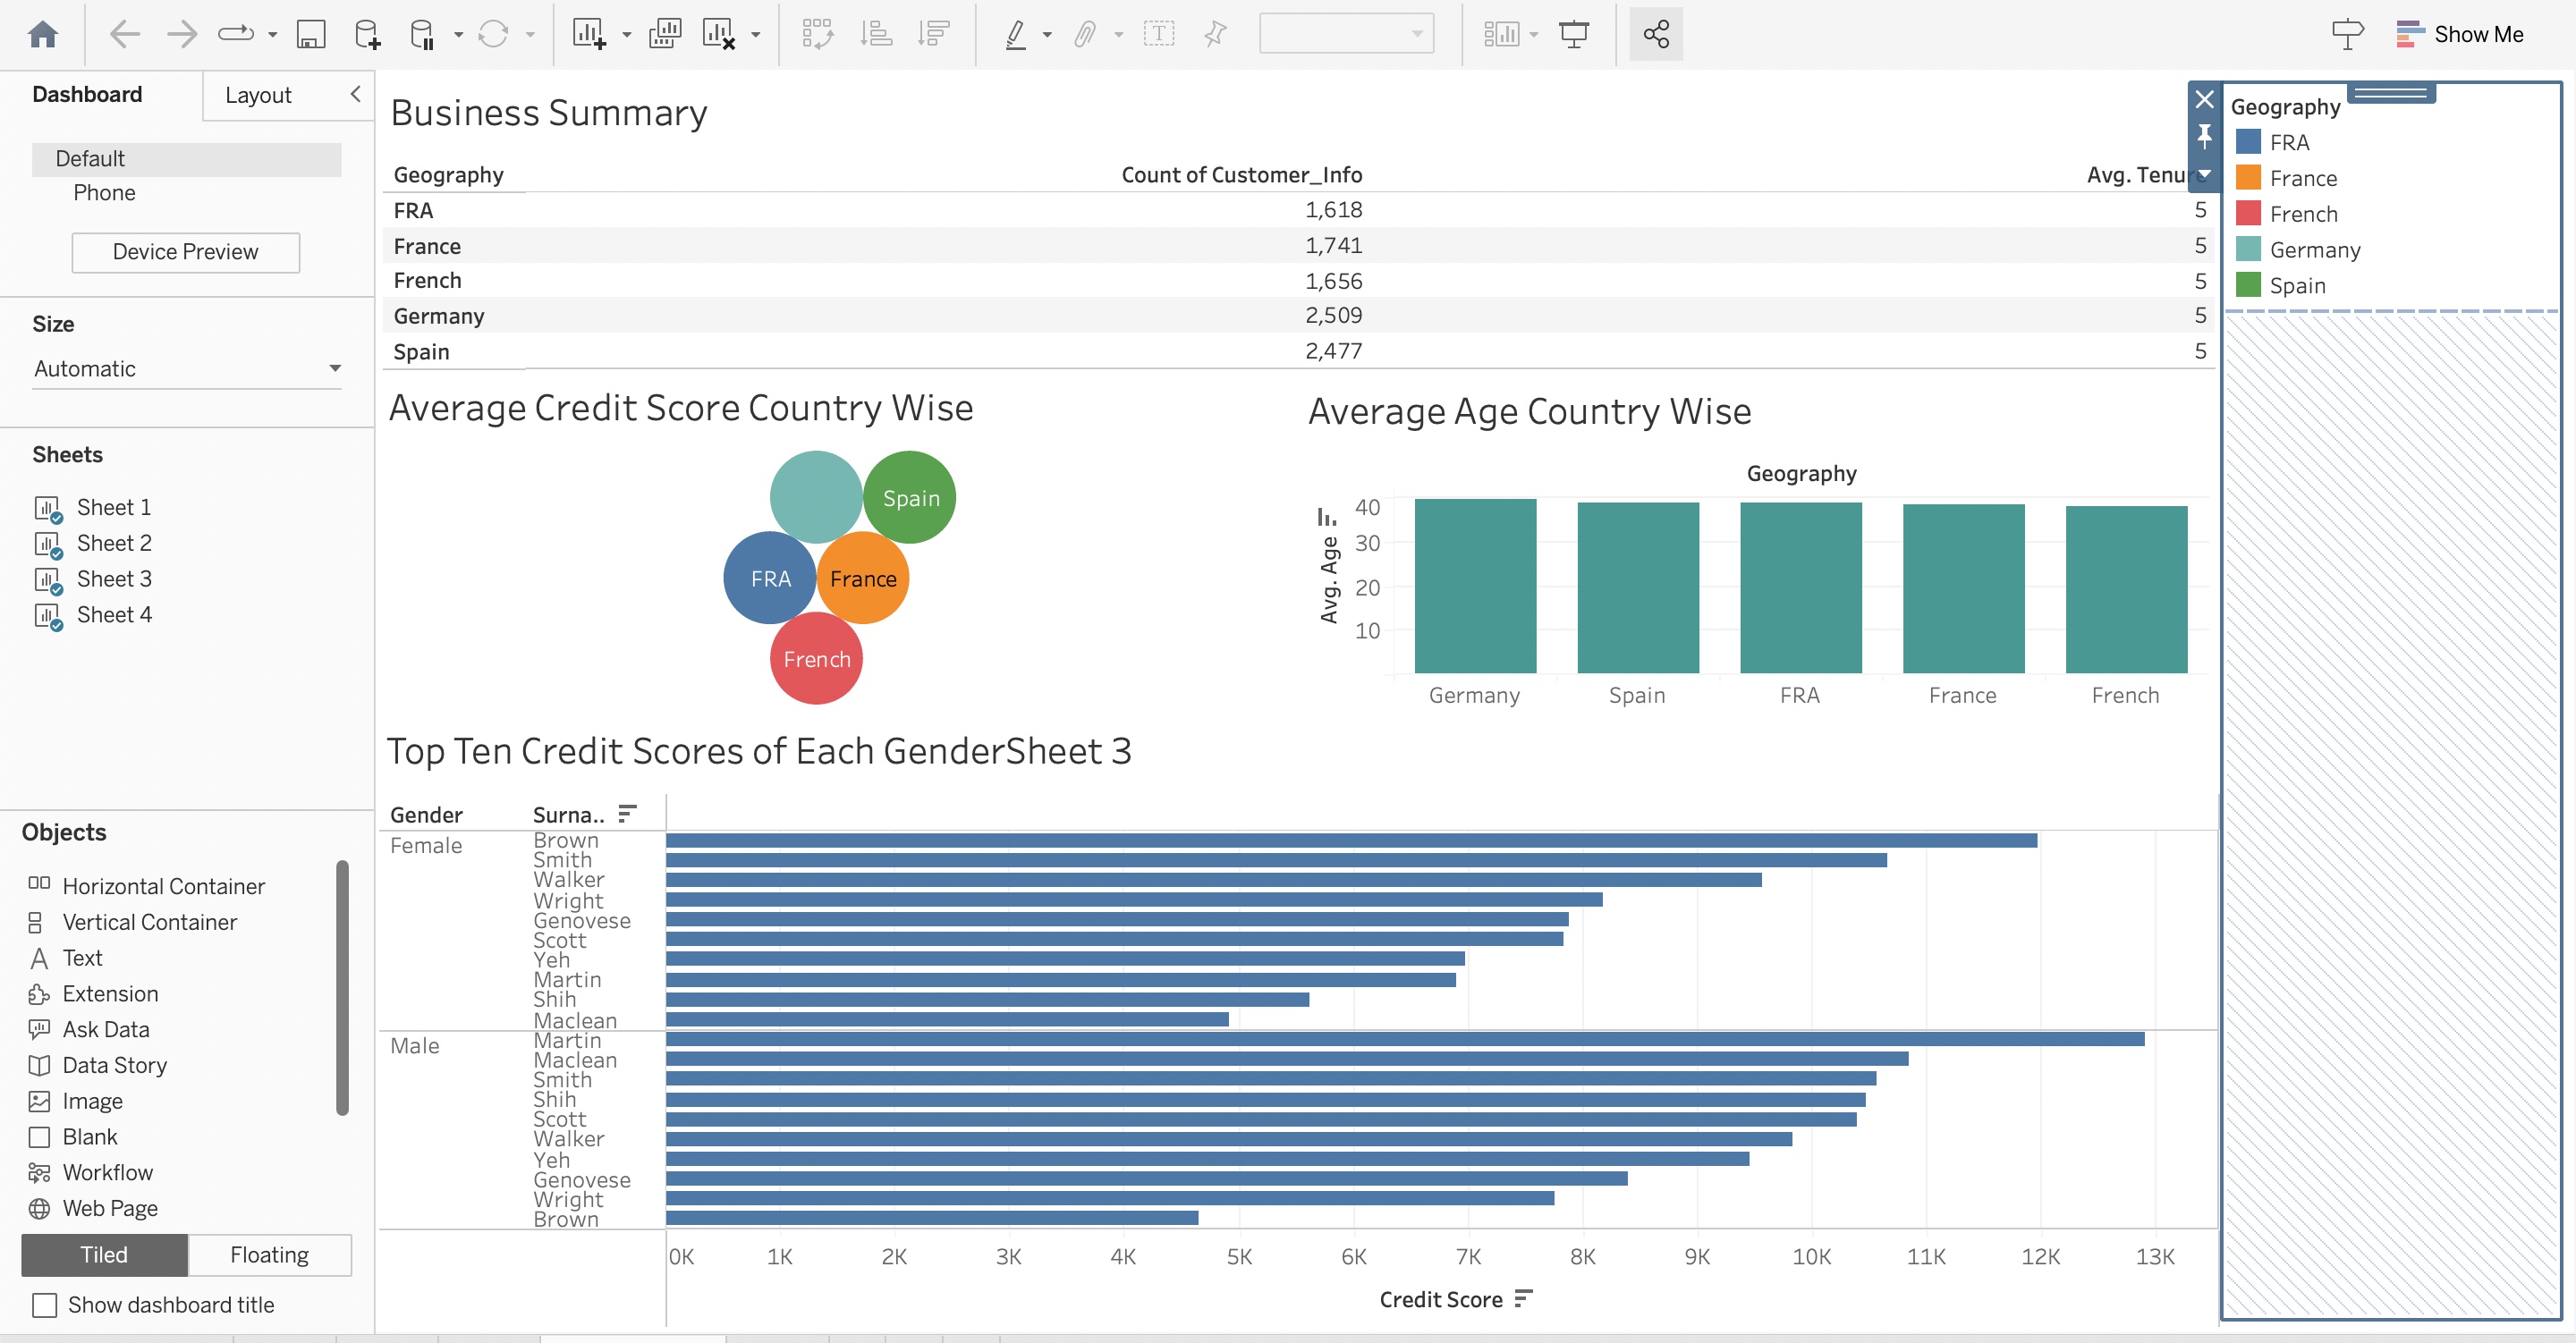 Show Me
Dashboard
Layout
Default
Phone
Device Preview
Size
Automatic
Sheets
Sheet 1
Sheet 2
Sheet 3
Sheet 4
Objects
Horizontal Container
Vertical Container
Text
Extension
Ask Data
Data Story
Image
Blank
Workflow
Web Page
Tiled Floating
Show dashboard title
Business Summary
Geography Count of Customer_Info Avg. Tenure
FRA 1,618 5
France 1,741 5
French 1,656 5
Germany 2,509 5
Spain 2,477 5
Average Credit Score Country Wise
Spain
FRA France
French
Average Age Country Wise
Geography
Avg. Age
40
30
20
10
Germany Spain FRA France French
Top Ten Credit Scores of Each GenderSheet 3
Gender Surna..
Female Brown
Smith
Walker
Wright
Genovese
Scott
Yeh
Martin
Shih
Maclean
Male Martin
Maclean
Smith
Shih
Scott
Walker
Yeh
Genovese
Wright
Brown
0K 1K 2K 3K 4K 5K 6K 7K 8K 9K 10K 11K 12K 13K
Credit Score
Geography
FRA
France
French
Germany
Spain